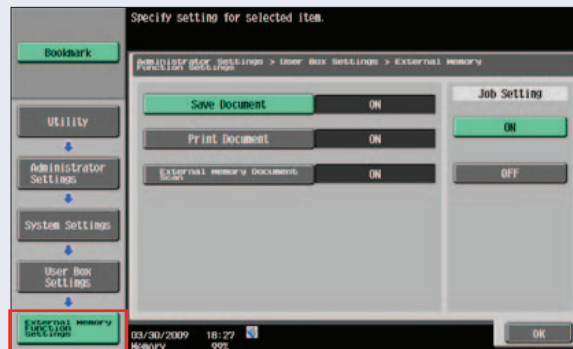 Specify setting for selected item.
Bookmark
Administrator Settings > User Box Settings > External Memory
Function Settings
Save Document
ON
Print Document
ON
External Memory Document
Scan
ON
Job Setting
ON
OFF
Utility
Administrator
Settings
System Settings
User Box
Settings
External Memory
Function
Settings
03/30/2009 18:27
Memory 99%
OK